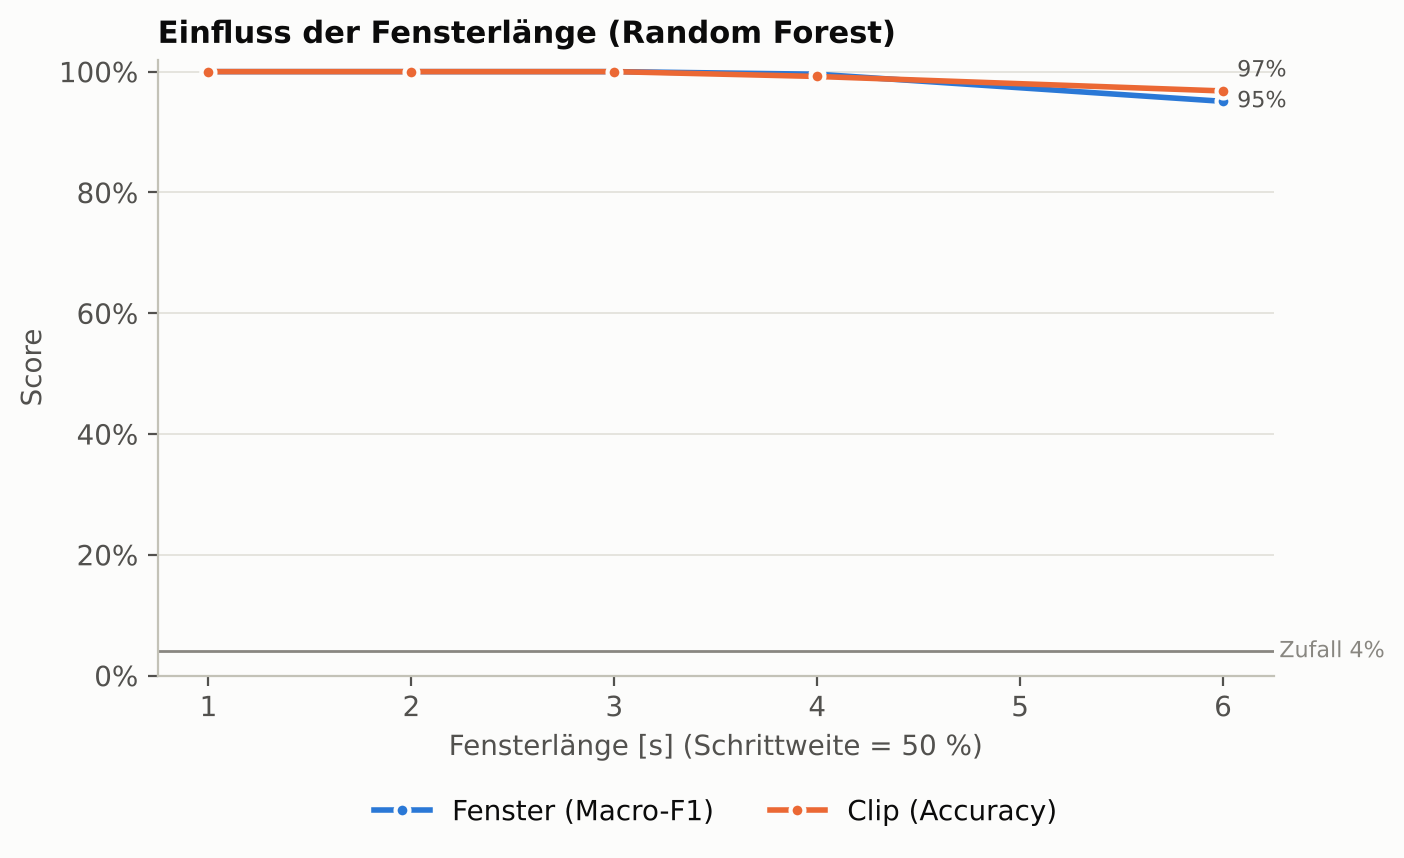 Einfluss der Fensterlänge (Random Forest)
100%
80%
60%
40%
20%
0%
Score
97%
95%
Zufall 4%
1 2 3 4 5 6
Fensterlänge [s] (Schrittweite = 50 %)
Fenster (Macro-F1) Clip (Accuracy)